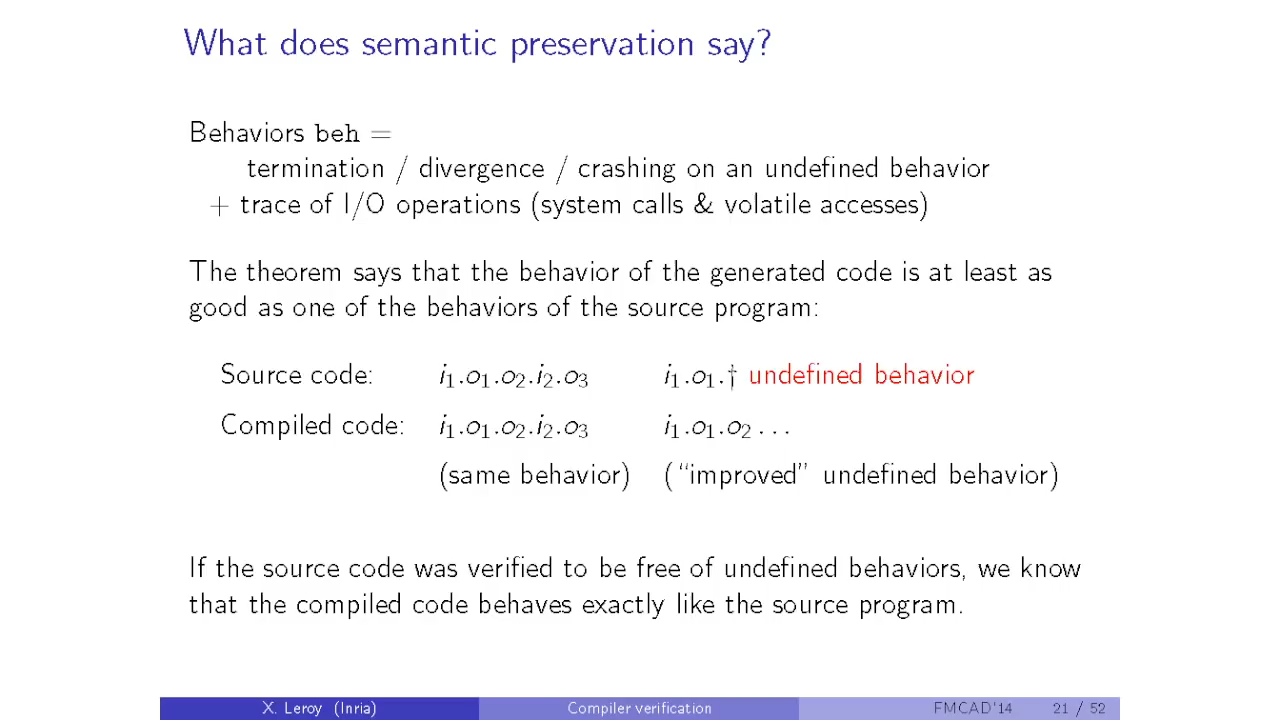 What does semantic preservation say?
Behaviors beh =
termination / divergence / crashing on an undefined behavior
+ trace of I/O operations (system calls & volatile accesses)
The theorem says that the behavior of the generated code is at least as
good as one of the behaviors of the source program:
Source code: i₁.o₁.o₂.i₂.o₃ i₁.o₁.† undefined behavior
Compiled code: i₁.o₁.o₂.i₂.o₃ i₁.o₁.o₂ . . .
(same behavior) (“improved” undefined behavior)
If the source code was verified to be free of undefined behaviors, we know
that the compiled code behaves exactly like the source program.
X. Leroy (Inria) Compiler verification FMCAD'14 21 / 52